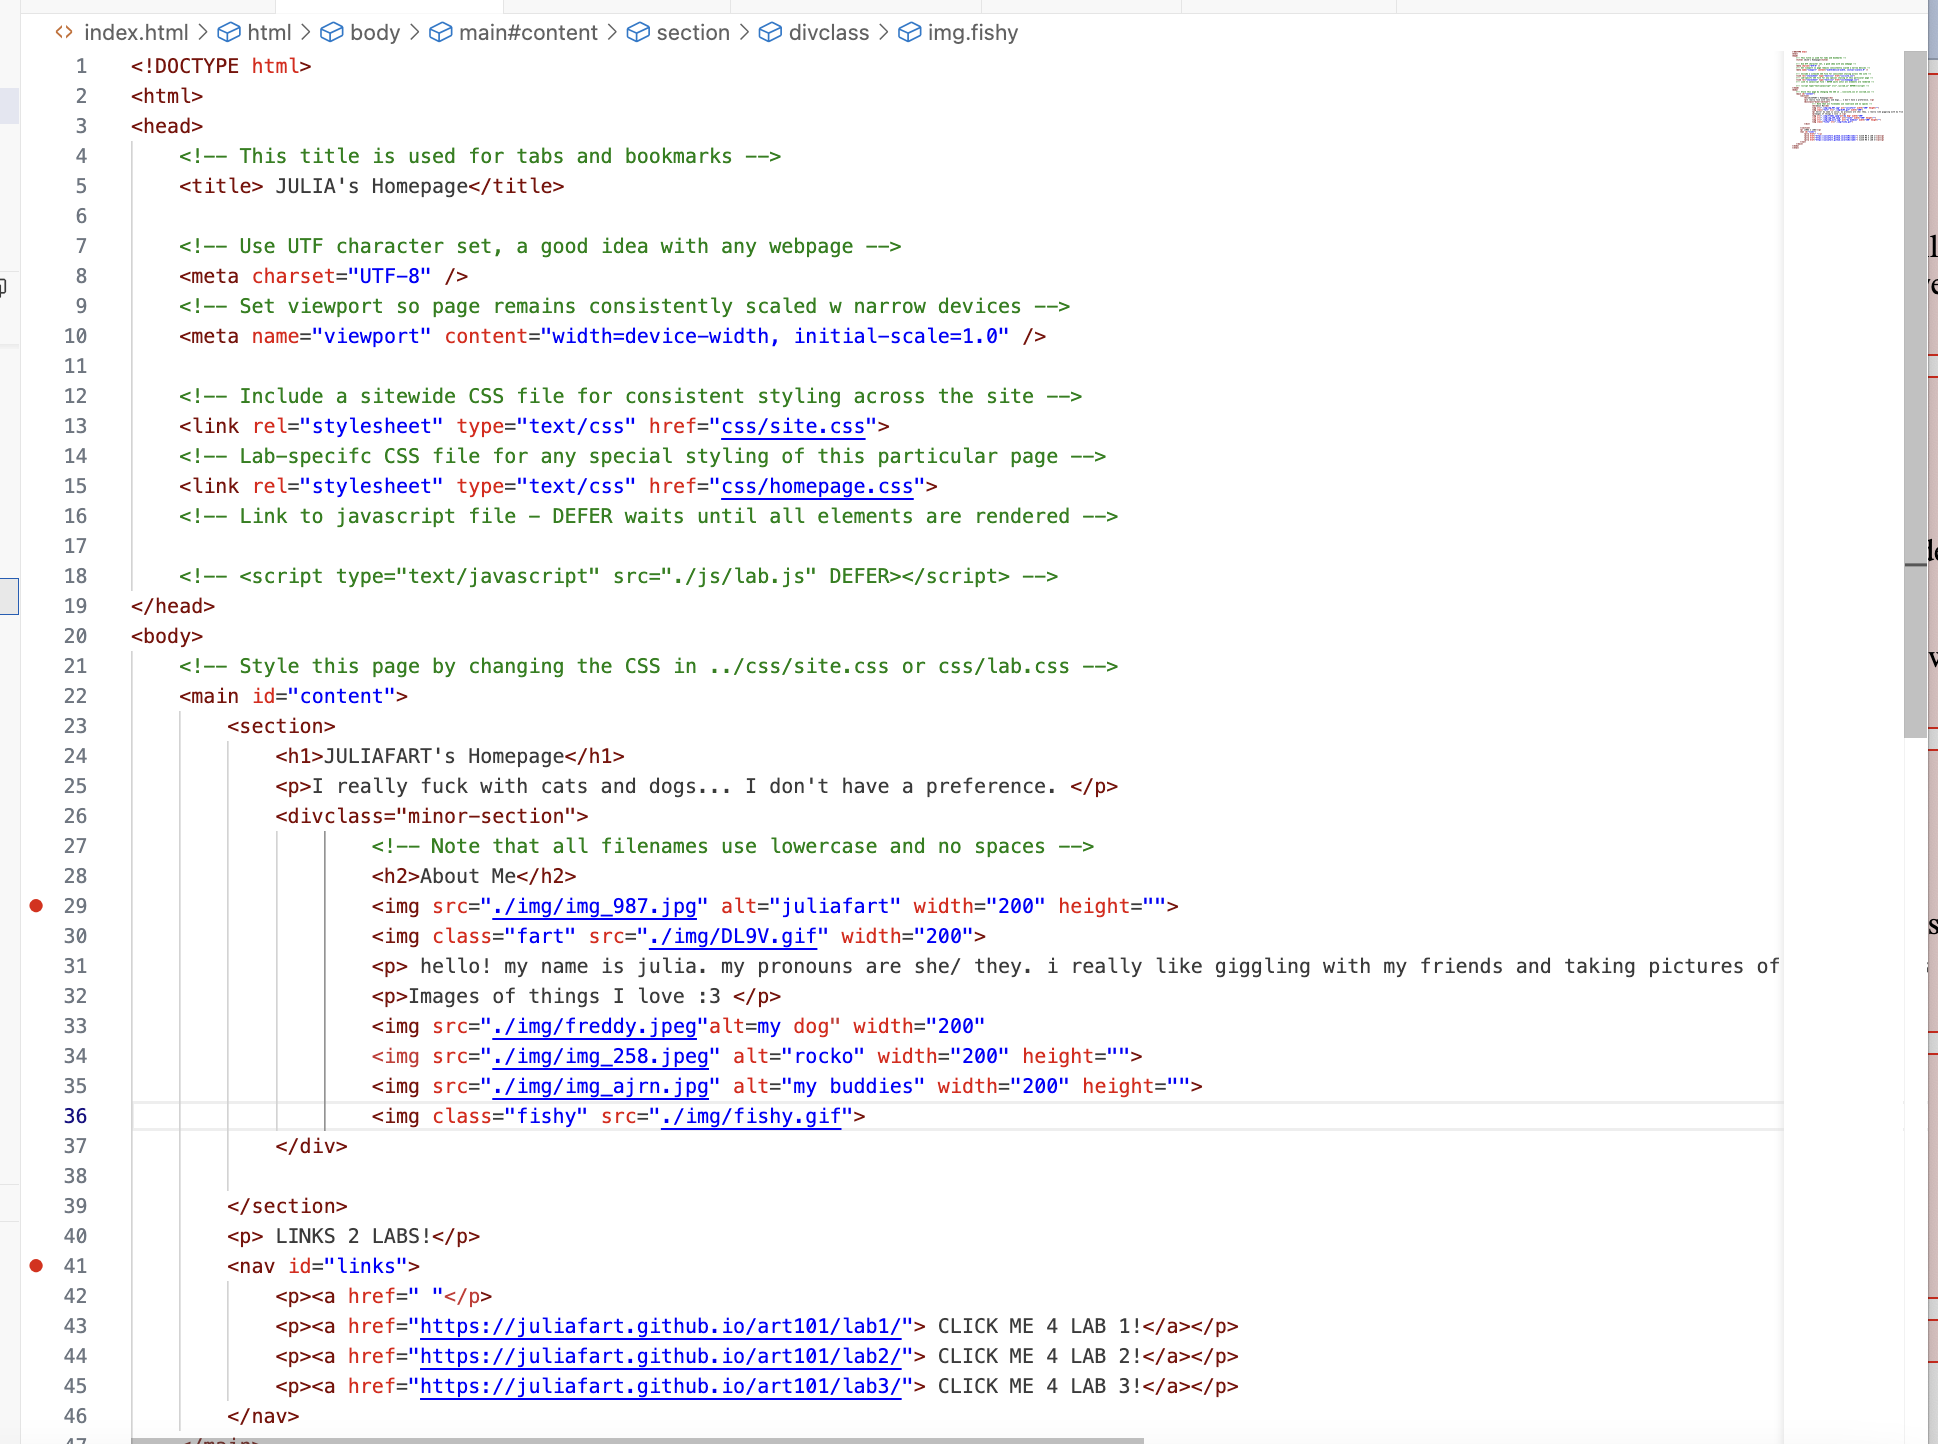 index.html > html > body > main#content > section > divclass > img.fishy
1 <!DOCTYPE html>
2 <html>
3 <head>
4 <!-- This title is used for tabs and bookmarks -->
5 <title> JULIA's Homepage</title>
6
7 <!-- Use UTF character set, a good idea with any webpage -->
8 <meta charset="UTF-8" />
9 <!-- Set viewport so page remains consistently scaled w narrow devices -->
10 <meta name="viewport" content="width=device-width, initial-scale=1.0" />
11
12 <!-- Include a sitewide CSS file for consistent styling across the site -->
13 <link rel="stylesheet" type="text/css" href="css/site.css">
14 <!-- Lab-specifc CSS file for any special styling of this particular page -->
15 <link rel="stylesheet" type="text/css" href="css/homepage.css">
16 <!-- Link to javascript file - DEFER waits until all elements are rendered -->
17
18 <!-- <script type="text/javascript" src="./js/lab.js" DEFER></script> -->
19 </head>
20 <body>
21 <!-- Style this page by changing the CSS in ../css/site.css or css/lab.css -->
22 <main id="content">
23 <section>
24 <h1>JULIAFART's Homepage</h1>
25 <p>I really fuck with cats and dogs... I don't have a preference. </p>
26 <divclass="minor-section">
27 <!-- Note that all filenames use lowercase and no spaces -->
28 <h2>About Me</h2>
29 <img src="./img/img_987.jpg" alt="juliafart" width="200" height="">
30 <img class="fart" src="./img/DL9V.gif" width="200">
31 <p> hello! my name is julia. my pronouns are she/ they. i really like giggling with my friends and taking pictures of
32 <p>Images of things I love :3 </p>
33 <img src="./img/freddy.jpeg"alt=my dog" width="200"
34 <img src="./img/img_258.jpeg" alt="rocko" width="200" height="">
35 <img src="./img/img_ajrn.jpg" alt="my buddies" width="200" height="">
36 <img class="fishy" src="./img/fishy.gif">
37 </div>
38
39 </section>
40 <p> LINKS 2 LABS!</p>
41 <nav id="links">
42 <p><a href=" "</p>
43 <p><a href="https://juliafart.github.io/art101/lab1/"> CLICK ME 4 LAB 1!</a></p>
44 <p><a href="https://juliafart.github.io/art101/lab2/"> CLICK ME 4 LAB 2!</a></p>
45 <p><a href="https://juliafart.github.io/art101/lab3/"> CLICK ME 4 LAB 3!</a></p>
46 </nav>